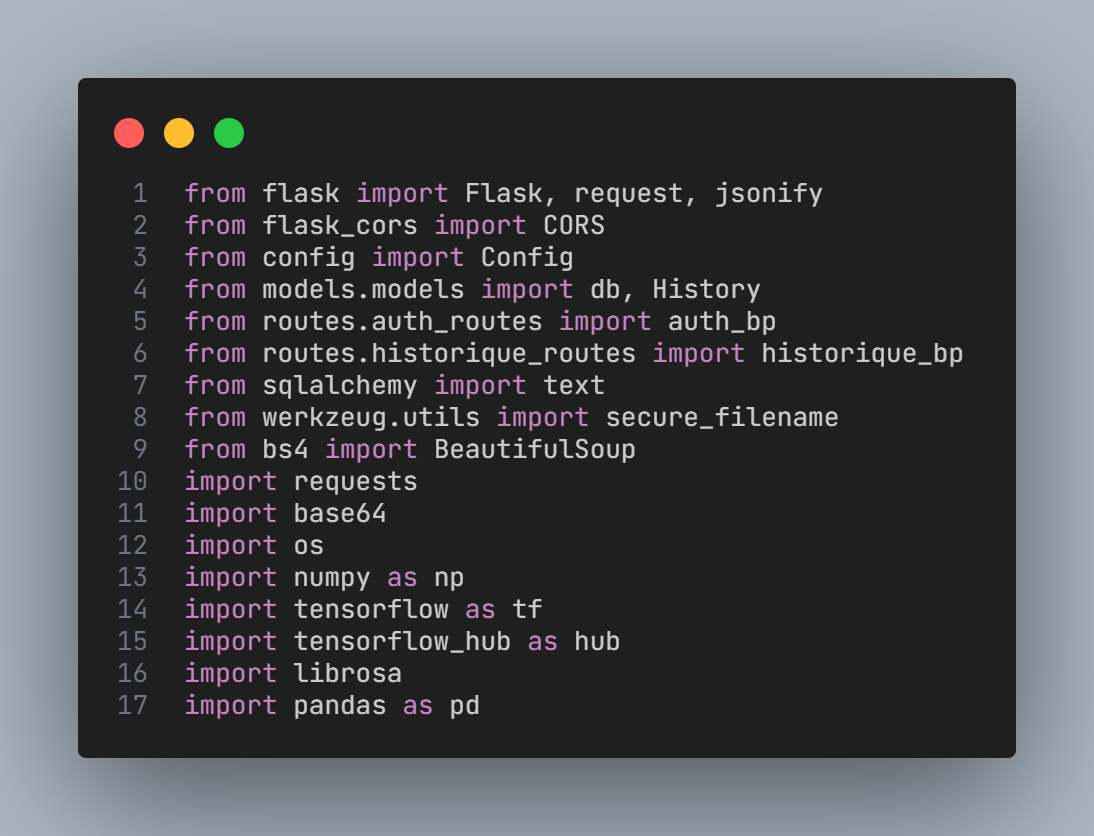 1 from flask import Flask, request, jsonify
2 from flask_cors import CORS
3 from config import Config
4 from models.models import db, History
5 from routes.auth_routes import auth_bp
6 from routes.historique_routes import historique_bp
7 from sqlalchemy import text
8 from werkzeug.utils import secure_filename
9 from bs4 import BeautifulSoup
10 import requests
11 import base64
12 import os
13 import numpy as np
14 import tensorflow as tf
15 import tensorflow_hub as hub
16 import librosa
17 import pandas as pd